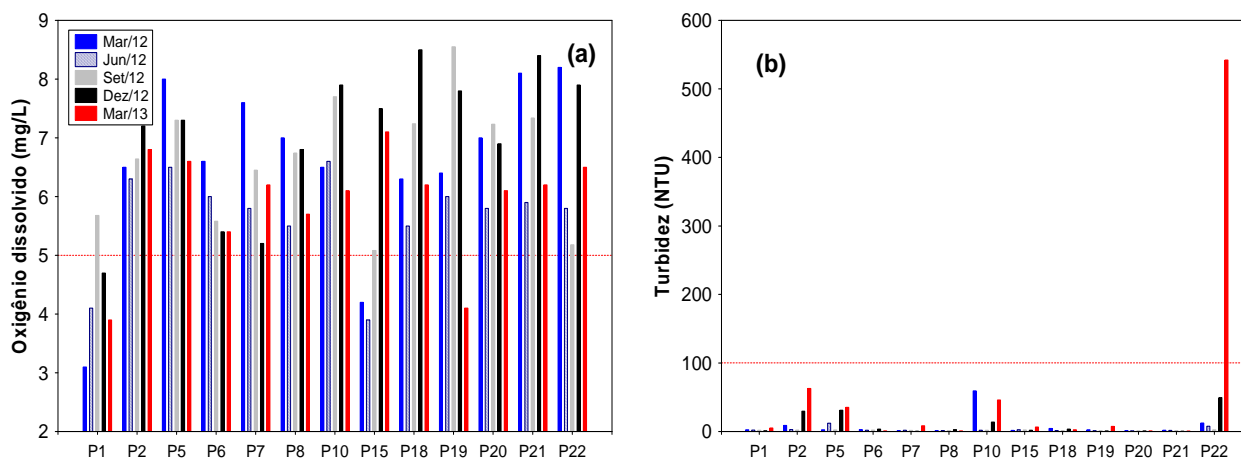 Oxigênio dissolvido (mg/L)
9
8
7
6
5
4
3
2
Mar/12
Jun/12
Set/12
Dez/12
Mar/13
(a)
P1 P2 P5 P6 P7 P8 P10 P15 P18 P19 P20 P21 P22
Turbidez (NTU)
600
500
400
300
200
100
0
(b)
P1 P2 P5 P6 P7 P8 P10 P15 P18 P19 P20 P21 P22